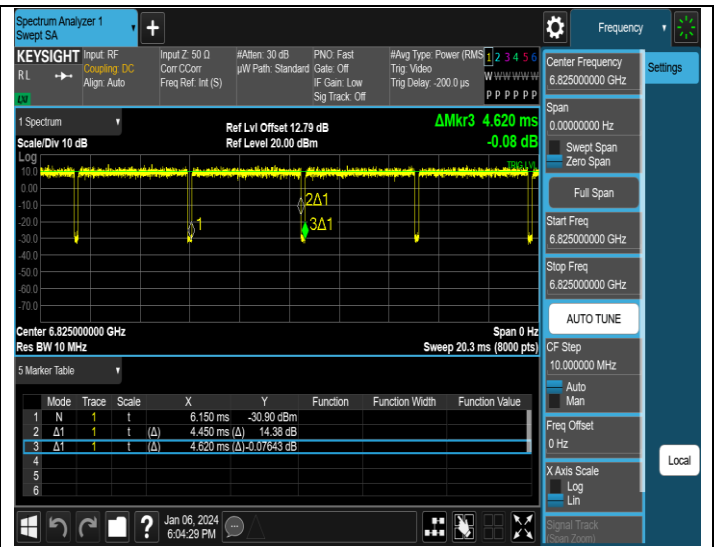 Spectrum Analyzer 1
Swept SA
+
Frequency
KEYSIGHT Input: RF
RL
Coupling: DC
Align: Auto
LXI
Input Z: 50 Ω
Corr CCorr
Freq Ref: Int (S)
#Atten: 30 dB
µW Path: Standard
PNO: Fast
Gate: Off
IF Gain: Low
Sig Track: Off
#Avg Type: Power (RMS
Trig: Video
Trig Delay: -200.0 µs
1 2 3 4 5 6
W W W W W W
P P P P P P
1 Spectrum
Scale/Div 10 dB
Ref Lvl Offset 12.79 dB
Ref Level 20.00 dBm
ΔMkr3 4.620 ms
-0.08 dB
Log
TRIG LVL
10.0
0.00
-10.0
-20.0
-30.0
-40.0
-50.0
-60.0
-70.0
2Δ1
1
3Δ1
Center 6.825000000 GHz
Res BW 10 MHz
Span 0 Hz
Sweep 20.3 ms (8000 pts)
5 Marker Table
Mode Trace Scale X Y Function Function Width Function Value
1 N 1 t 6.150 ms -30.90 dBm
2 Δ1 1 t (Δ) 4.450 ms (Δ) 14.38 dB
3 Δ1 1 t (Δ) 4.620 ms (Δ) -0.07643 dB
4
5
6
?
Jan 06, 2024
6:04:29 PM
Center Frequency
6.825000000 GHz
Span
0.00000000 Hz
Swept Span
Zero Span
Full Span
Start Freq
6.825000000 GHz
Stop Freq
6.825000000 GHz
AUTO TUNE
CF Step
10.000000 MHz
Auto
Man
Freq Offset
0 Hz
X Axis Scale
Log
Lin
Signal Track
(Span Zoom)
Settings
Local